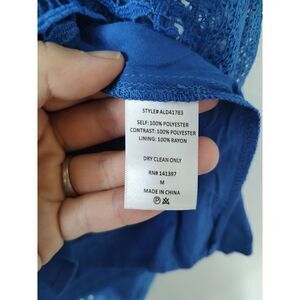 STYLE# ALD41783
SELF: 100% POLYESTER
CONTRAST: 100% POLYESTER
LINING: 100% RAYON
DRY CLEAN ONLY
RN# 141397
M
MADE IN CHINA